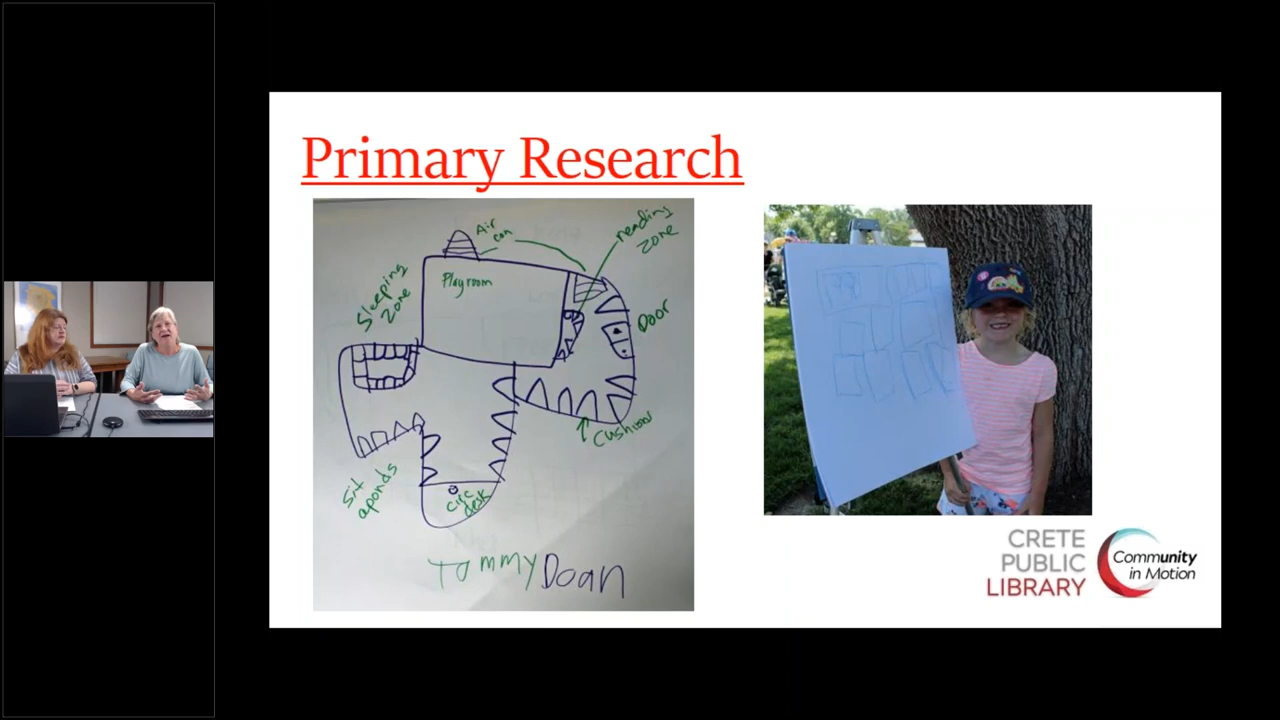 Primary Research
Air
con
reading
zone
Sleeping
zone
Playroom
Door
Cushions
Sit
aponds
circ
desk
Tommy Doan
CRETE
PUBLIC
LIBRARY
Community
in Motion